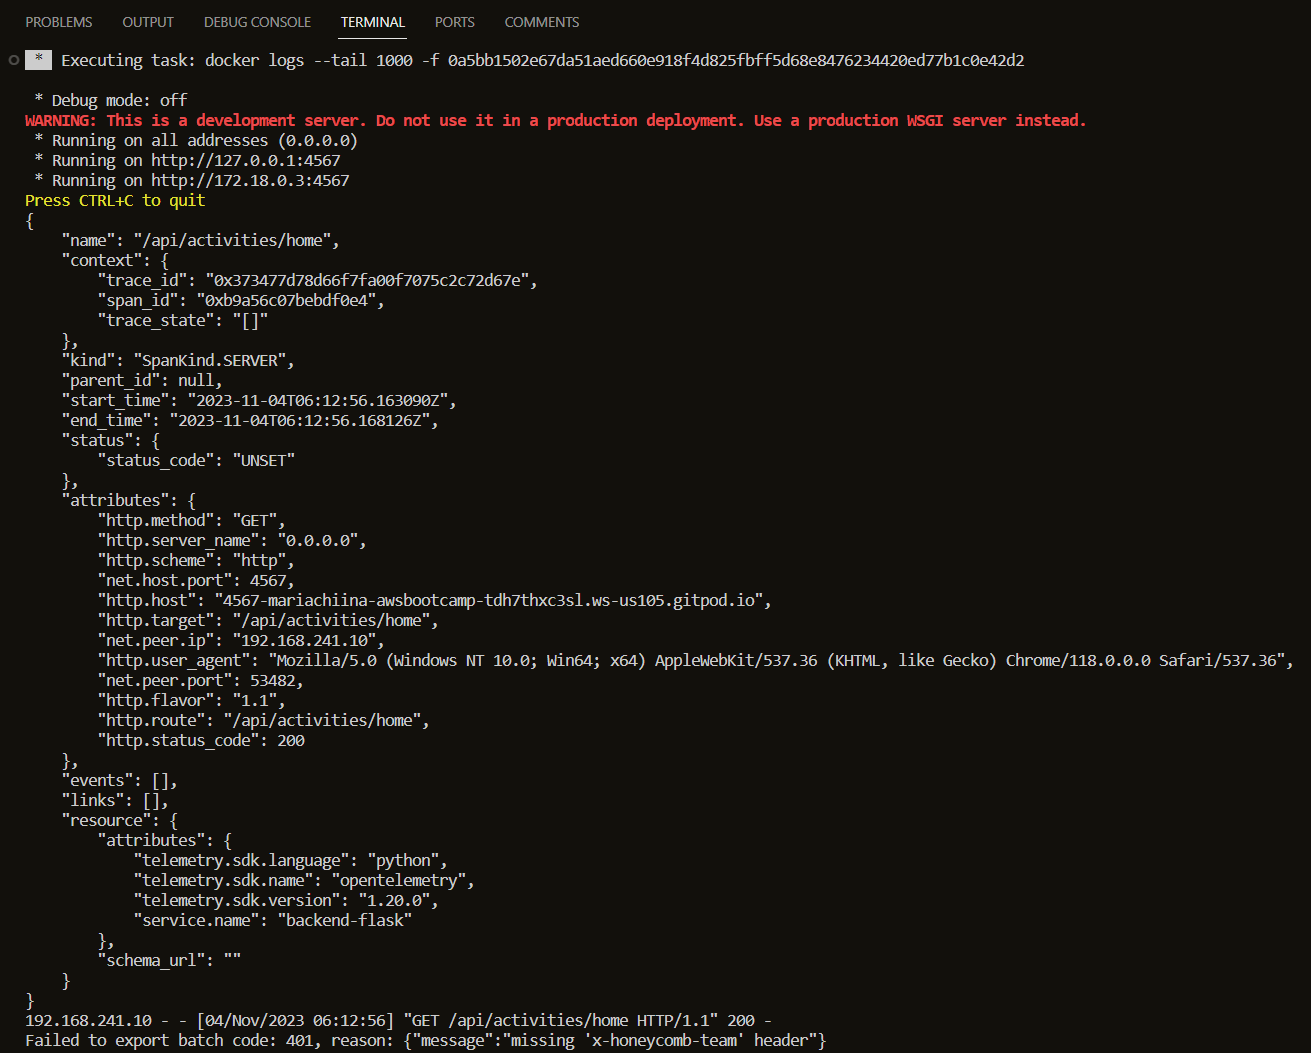 PROBLEMS OUTPUT DEBUG CONSOLE TERMINAL PORTS COMMENTS
* Executing task: docker logs --tail 1000 -f 0a5bb1502e67da51aed660e918f4d825fbff5d68e8476234420ed77b1c0e42d2
* Debug mode: off
WARNING: This is a development server. Do not use it in a production deployment. Use a production WSGI server instead.
* Running on all addresses (0.0.0.0)
* Running on http://127.0.0.1:4567
* Running on http://172.18.0.3:4567
Press CTRL+C to quit
{
    "name": "/api/activities/home",
    "context": {
        "trace_id": "0x373477d78d66f7fa00f7075c2c72d67e",
        "span_id": "0xb9a56c07bebdf0e4",
        "trace_state": "[]"
    },
    "kind": "SpanKind.SERVER",
    "parent_id": null,
    "start_time": "2023-11-04T06:12:56.163090Z",
    "end_time": "2023-11-04T06:12:56.168126Z",
    "status": {
        "status_code": "UNSET"
    },
    "attributes": {
        "http.method": "GET",
        "http.server_name": "0.0.0.0",
        "http.scheme": "http",
        "net.host.port": 4567,
        "http.host": "4567-mariachiina-awsbootcamp-tdh7thxc3sl.ws-us105.gitpod.io",
        "http.target": "/api/activities/home",
        "net.peer.ip": "192.168.241.10",
        "http.user_agent": "Mozilla/5.0 (Windows NT 10.0; Win64; x64) AppleWebKit/537.36 (KHTML, like Gecko) Chrome/118.0.0.0 Safari/537.36",
        "net.peer.port": 53482,
        "http.flavor": "1.1",
        "http.route": "/api/activities/home",
        "http.status_code": 200
    },
    "events": [],
    "links": [],
    "resource": {
        "attributes": {
            "telemetry.sdk.language": "python",
            "telemetry.sdk.name": "opentelemetry",
            "telemetry.sdk.version": "1.20.0",
            "service.name": "backend-flask"
        },
        "schema_url": ""
    }
}
192.168.241.10 - - [04/Nov/2023 06:12:56] "GET /api/activities/home HTTP/1.1" 200 -
Failed to export batch code: 401, reason: {"message":"missing 'x-honeycomb-team' header"}